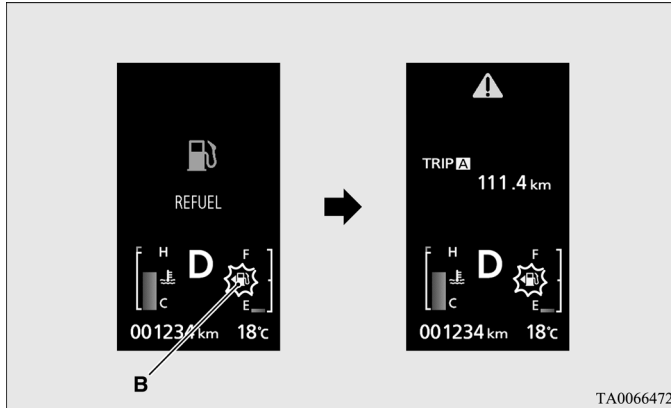 REFUEL
F H D F
C E
001234 km 18℃
B
TRIP A
111.4 km
F H D F
C E
001234 km 18℃
TA0066472